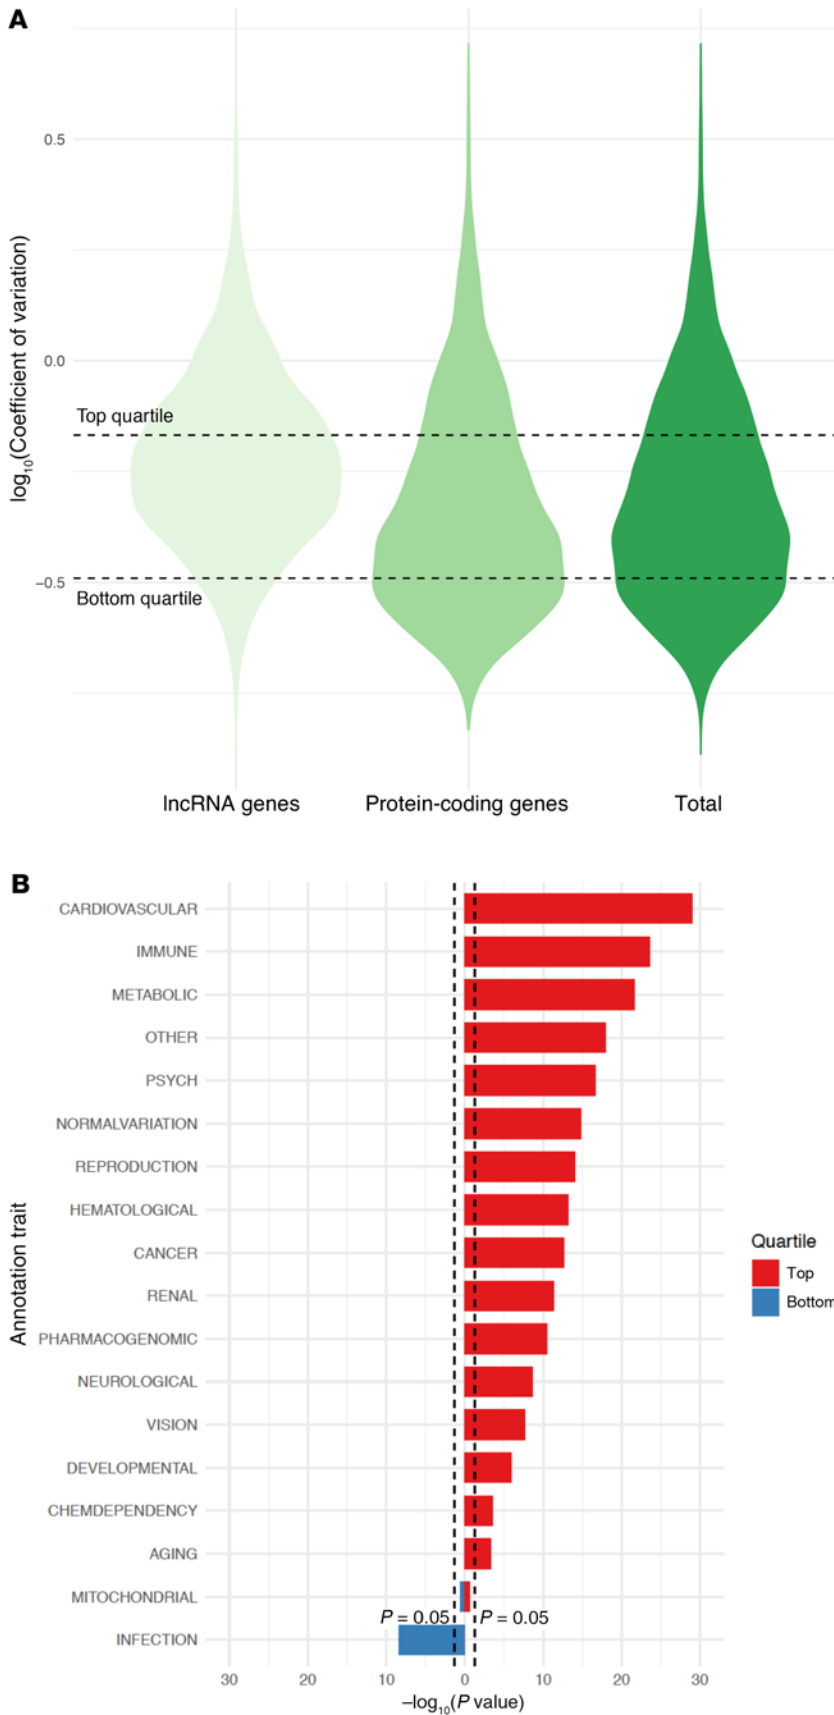 A
0.5
0.0
−0.5
log10(Coefficient of variation)
Top quartile
Bottom quartile
lncRNA genes
Protein-coding genes
Total
B
Annotation trait
CARDIOVASCULAR
IMMUNE
METABOLIC
OTHER
PSYCH
NORMALVARIATION
REPRODUCTION
HEMATOLOGICAL
CANCER
RENAL
PHARMACOGENOMIC
NEUROLOGICAL
VISION
DEVELOPMENTAL
CHEMDEPENDENCY
AGING
MITOCHONDRIAL
INFECTION
P = 0.05
P = 0.05
30 20 10 0 10 20 30
−log10(P value)
Quartile
Top
Bottom